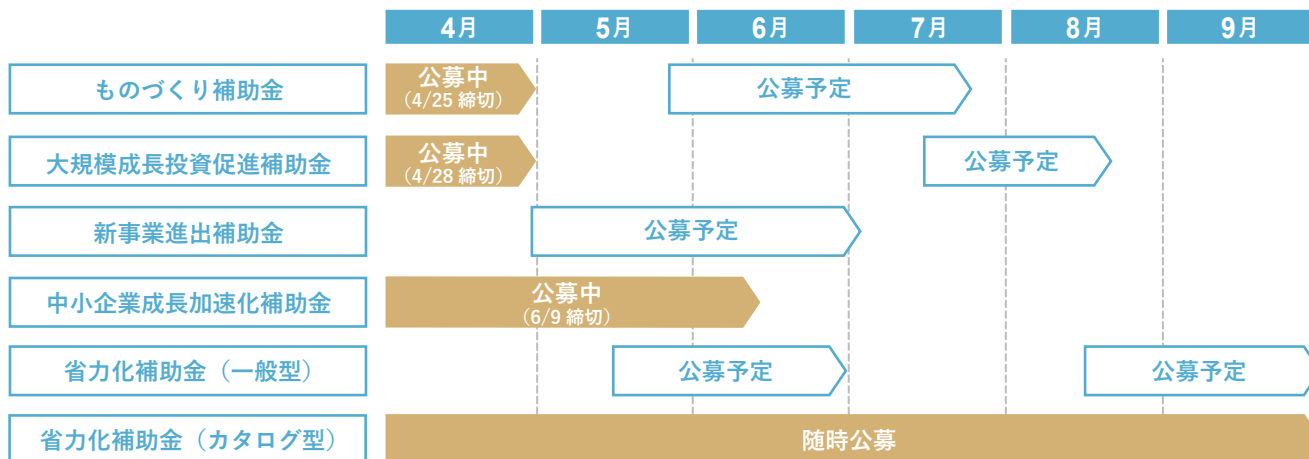 4月 5月 6月 7月 8月 9月
ものづくり補助金
公募中
(4/25 締切)
公募予定
大規模成長投資促進補助金
公募中
(4/28 締切)
公募予定
新事業進出補助金
公募予定
中小企業成長加速化補助金
公募中
(6/9 締切)
省力化補助金（一般型）
公募予定
公募予定
省力化補助金（カタログ型）
随時公募